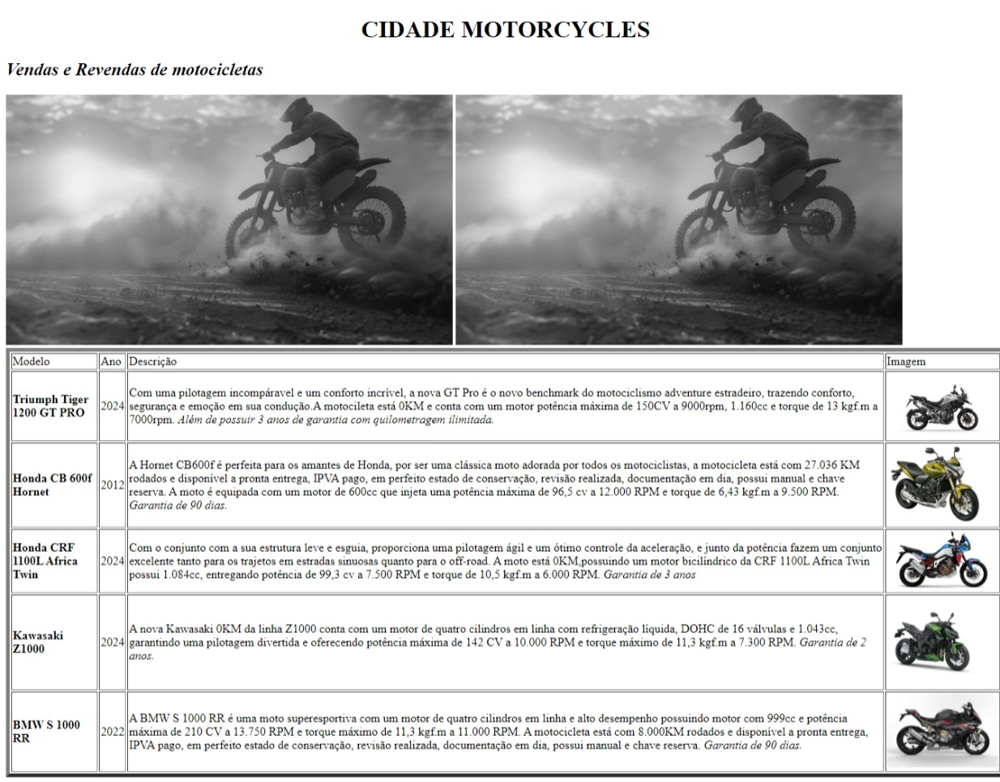 CIDADE MOTORCYCLES
Vendas e Revendas de motocicletas
Modelo Ano Descrição Imagem
Triumph Tiger
1200 GT PRO
2024
Com uma pilotagem incompáravel e um conforto incrível, a nova GT Pro é o novo benchmark do motociclismo adventure estradeiro, trazendo conforto,
segurança e emoção em sua condução.A motocileta está 0KM e conta com um motor potência máxima de 150CV a 9000rpm, 1.160cc e torque de 13 kgf.m a
7000rpm. Além de possuir 3 anos de garantia com quilometragem ilimitada.
Honda CB 600f
Hornet
2012
A Hornet CB600f é perfeita para os amantes de Honda, por ser uma clássica moto adorada por todos os motociclistas, a motocicleta está com 27.036 KM
rodados e disponível a pronta entrega, IPVA pago, em perfeito estado de conservação, revisão realizada, documentação em dia, possui manual e chave
reserva. A moto é equipada com um motor de 600cc que injeta uma potência máxima de 96,5 cv a 12.000 RPM e torque de 6,43 kgf.m a 9.500 RPM.
Garantia de 90 dias.
Honda CRF
1100L Africa
Twin
2024
Com o conjunto com a sua estrutura leve e esguia, proporciona uma pilotagem ágil e um ótimo controle da aceleração, e junto da potência fazem um conjunto
excelente tanto para os trajetos em estradas sinuosas quanto para o off-road. A moto está 0KM,possuindo um motor bicilíndrico da CRF 1100L Africa Twin
possui 1.084cc, entregando potência de 99,3 cv a 7.500 RPM e torque de 10,5 kgf.m a 6.000 RPM. Garantia de 3 anos
Kawasaki
Z1000
2024
A nova Kawasaki 0KM da linha Z1000 conta com um motor de quatro cilindros em linha com refrigeração líquida, DOHC de 16 válvulas e 1.043cc,
garantindo uma pilotagem divertida e oferecendo potência máxima de 142 CV a 10.000 RPM e torque máximo de 11,3 kgf.m a 7.300 RPM. Garantia de 2
anos.
BMW S 1000
RR
2022
A BMW S 1000 RR é uma moto superesportiva com um motor de quatro cilindros em linha e alto desempenho possuindo motor com 999cc e potência
máxima de 210 CV a 13.750 RPM e torque máximo de 11,3 kgf.m a 11.000 RPM. A motocicleta está com 8.000KM rodados e disponível a pronta entrega,
IPVA pago, em perfeito estado de conservação, revisão realizada, documentação em dia, possui manual e chave reserva. Garantia de 90 dias.